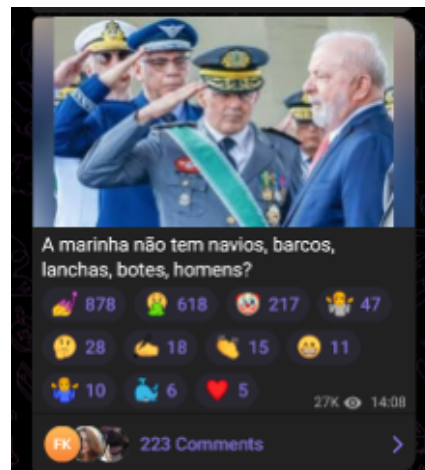 A marinha não tem navios, barcos,
lanchas, botes, homens?
💅 878 🤮 618 🤡 217 🤷 47
🤔 28 ✍️ 18 👏 15 😬 11
🤷‍♂️ 10 🐳 6 ❤️ 5
27K 14:08
FK 223 Comments